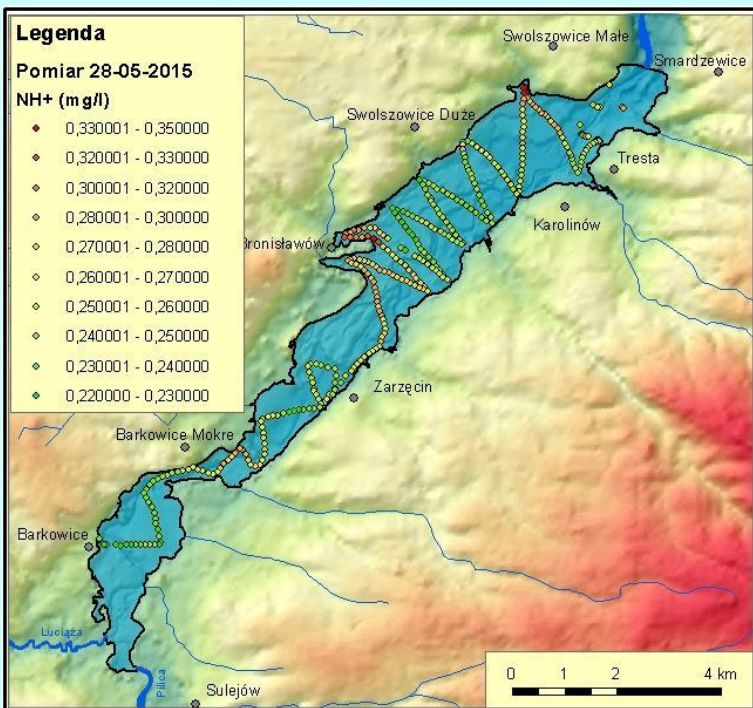 Legenda
Pomiar 28-05-2015
NH+ (mg/l)
0,330001 - 0,350000
0,320001 - 0,330000
0,300001 - 0,320000
0,280001 - 0,300000
0,270001 - 0,280000
0,260001 - 0,270000
0,250001 - 0,260000
0,240001 - 0,250000
0,230001 - 0,240000
0,220000 - 0,230000
Swolszowice Małe
Smardzewice
Swolszowice Duże
Tresta
Karolinów
Bronisławów
Zarzęcin
Barkowice Mokre
Barkowice
Luciąża
Pilica
Sulejów
0 1 2 4 km